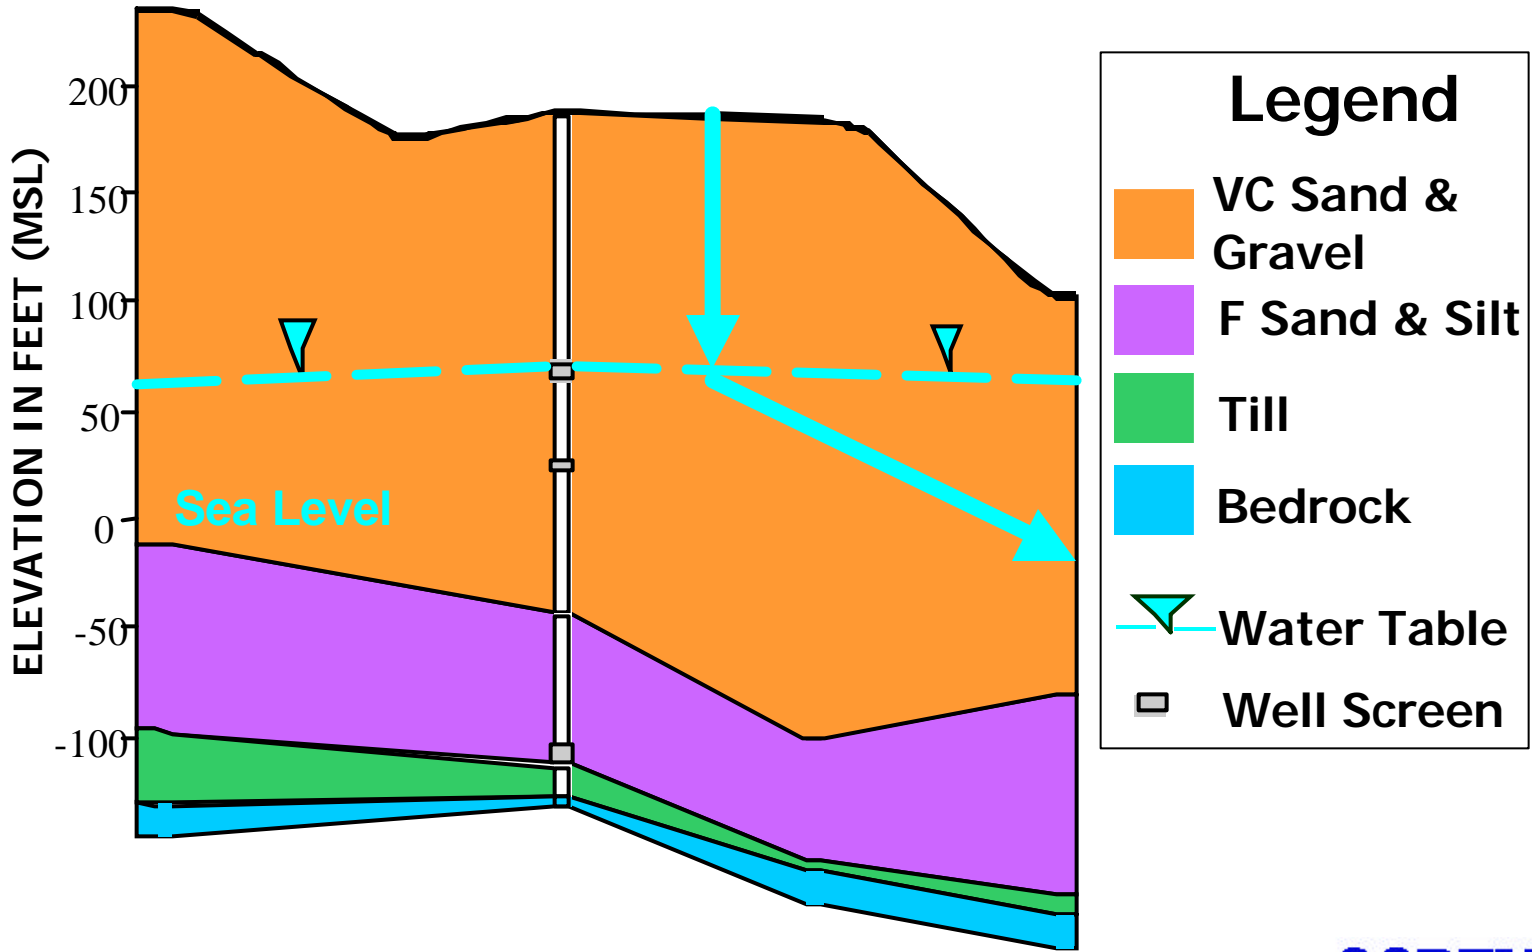 ELEVATION IN FEET (MSL)
200
150
100
50
0
-50
-100
Sea Level
Legend
VC Sand &
Gravel
F Sand & Silt
Till
Bedrock
Water Table
Well Screen